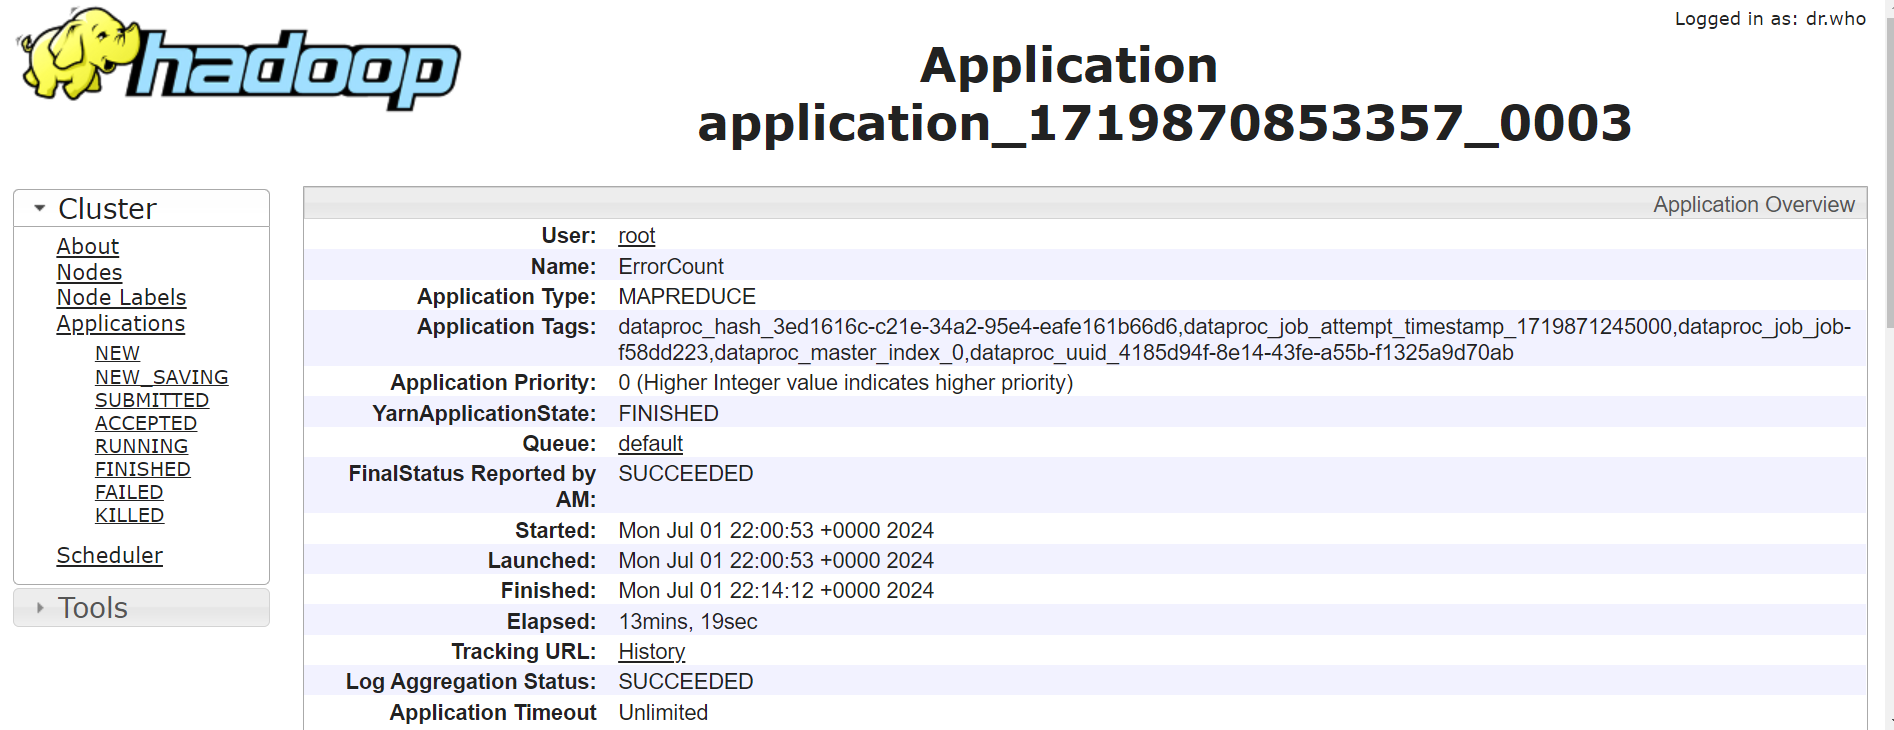 Logged in as: dr.who
hadoop
Application
application_1719870853357_0003
Cluster
About
Nodes
Node Labels
Applications
NEW
NEW_SAVING
SUBMITTED
ACCEPTED
RUNNING
FINISHED
FAILED
KILLED
Scheduler
Tools
Application Overview
User: root
Name: ErrorCount
Application Type: MAPREDUCE
Application Tags: dataproc_hash_3ed1616c-c21e-34a2-95e4-eafe161b66d6,dataproc_job_attempt_timestamp_1719871245000,dataproc_job_job-
f58dd223,dataproc_master_index_0,dataproc_uuid_4185d94f-8e14-43fe-a55b-f1325a9d70ab
Application Priority: 0 (Higher Integer value indicates higher priority)
YarnApplicationState: FINISHED
Queue: default
FinalStatus Reported by SUCCEEDED
AM:
Started: Mon Jul 01 22:00:53 +0000 2024
Launched: Mon Jul 01 22:00:53 +0000 2024
Finished: Mon Jul 01 22:14:12 +0000 2024
Elapsed: 13mins, 19sec
Tracking URL: History
Log Aggregation Status: SUCCEEDED
Application Timeout Unlimited